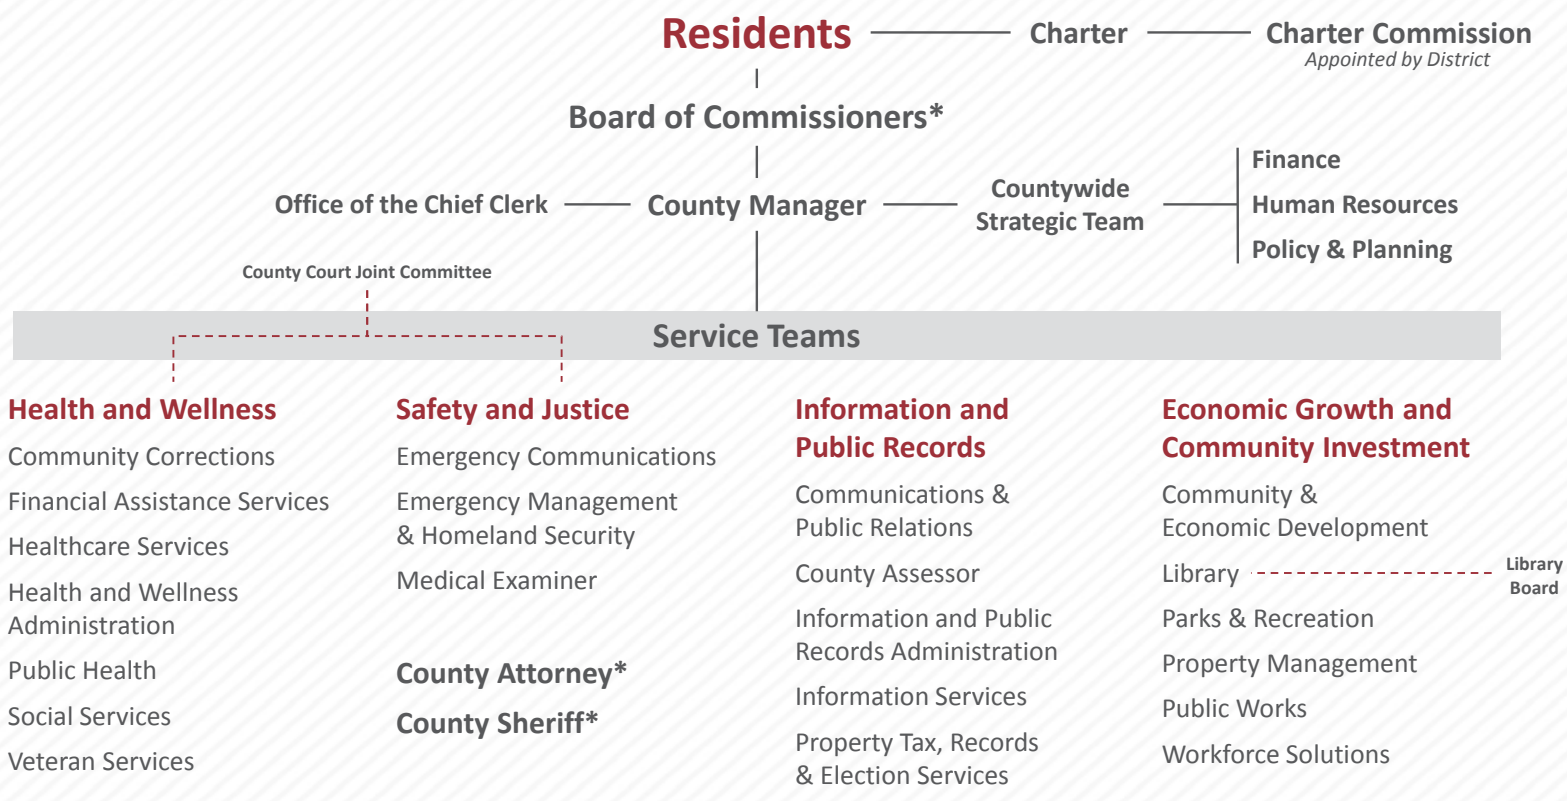 Residents
Charter
Charter Commission
Appointed by District
Board of Commissioners*
Office of the Chief Clerk
County Manager
Countywide
Strategic Team
Finance
Human Resources
Policy & Planning
County Court Joint Committee
Service Teams
Health and Wellness
Community Corrections
Financial Assistance Services
Healthcare Services
Health and Wellness
Administration
Public Health
Social Services
Veteran Services
Safety and Justice
Emergency Communications
Emergency Management
& Homeland Security
Medical Examiner
County Attorney*
County Sheriff*
Information and
Public Records
Communications &
Public Relations
County Assessor
Information and Public
Records Administration
Information Services
Property Tax, Records
& Election Services
Economic Growth and
Community Investment
Community &
Economic Development
Library
Library
Board
Parks & Recreation
Property Management
Public Works
Workforce Solutions